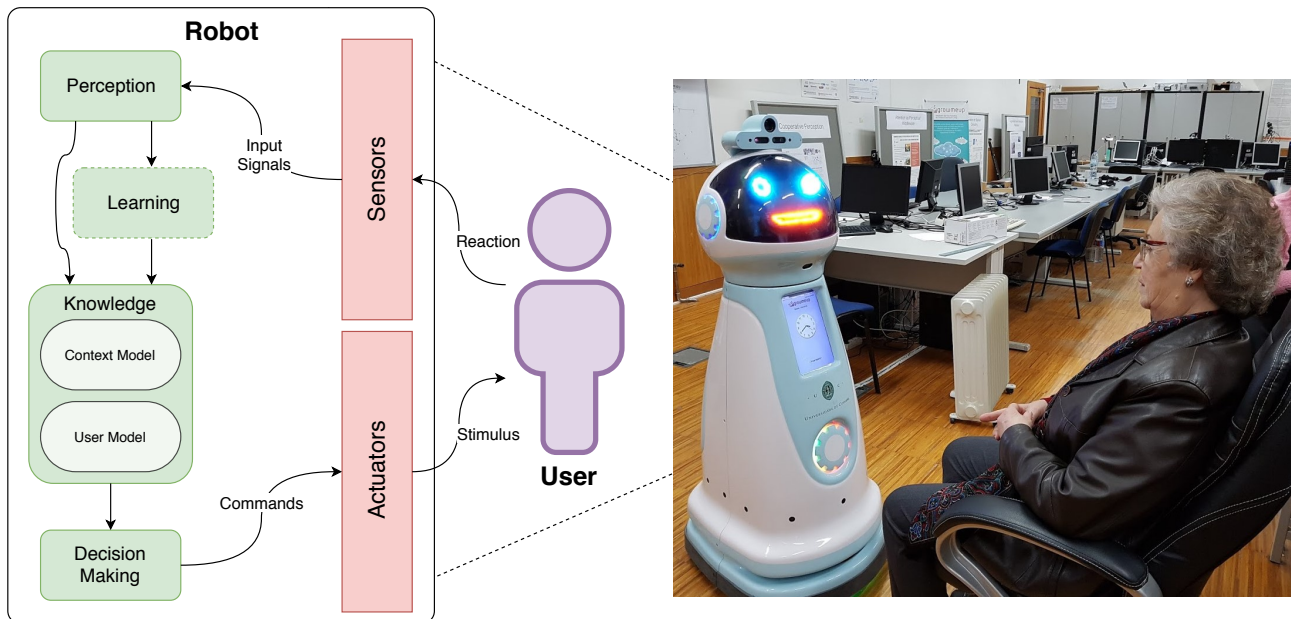 Robot
Perception
Input
Signals
Sensors
Learning
Reaction
Knowledge
Context Model
User Model
Actuators
Stimulus
User
Commands
Decision
Making
Cooperative Perception